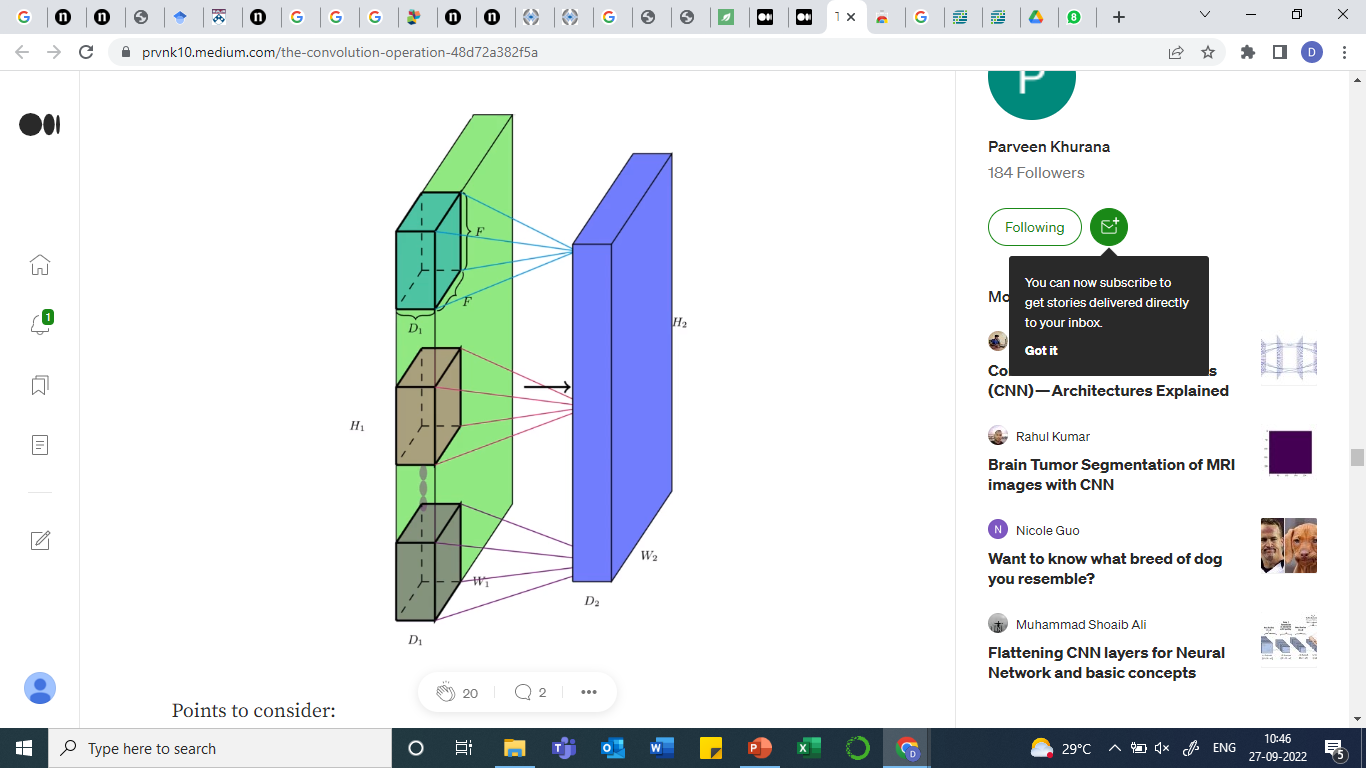 prvnk10.medium.com/the-convolution-operation-48d72a382f5a
D
8
1
F
F
D1
H2
H1
W1
W2
D2
D1
20
2
Points to consider:
P
Parveen Khurana
184 Followers
Following
You can now subscribe to
get stories delivered directly
to your inbox.
Got it
(CNN) — Architectures Explained
Rahul Kumar
Brain Tumor Segmentation of MRI
images with CNN
N
Nicole Guo
Want to know what breed of dog
you resemble?
Muhammad Shoaib Ali
Flattening CNN layers for Neural
Network and basic concepts
Type here to search
29°C
ENG
10:46
27-09-2022
5